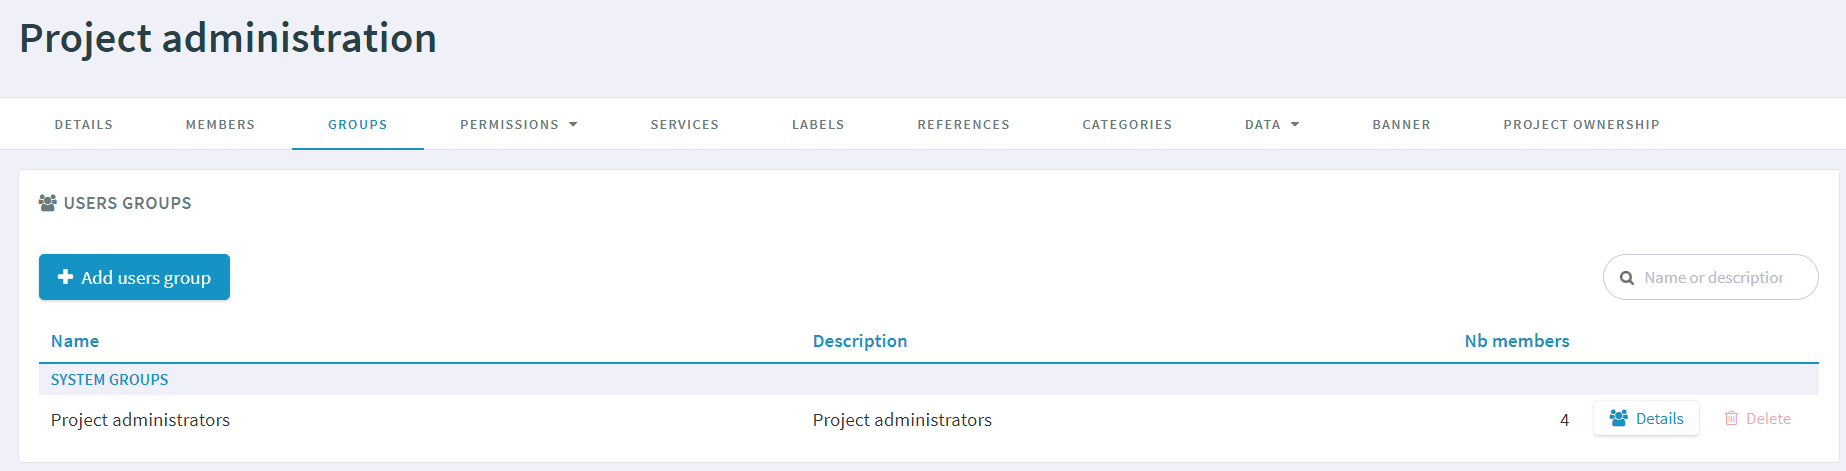 Project administration
DETAILS MEMBERS GROUPS PERMISSIONS SERVICES LABELS REFERENCES CATEGORIES DATA BANNER PROJECT OWNERSHIP
USERS GROUPS
Add users group Name or description
Name Description Nb members
SYSTEM GROUPS
Project administrators Project administrators 4 Details Delete